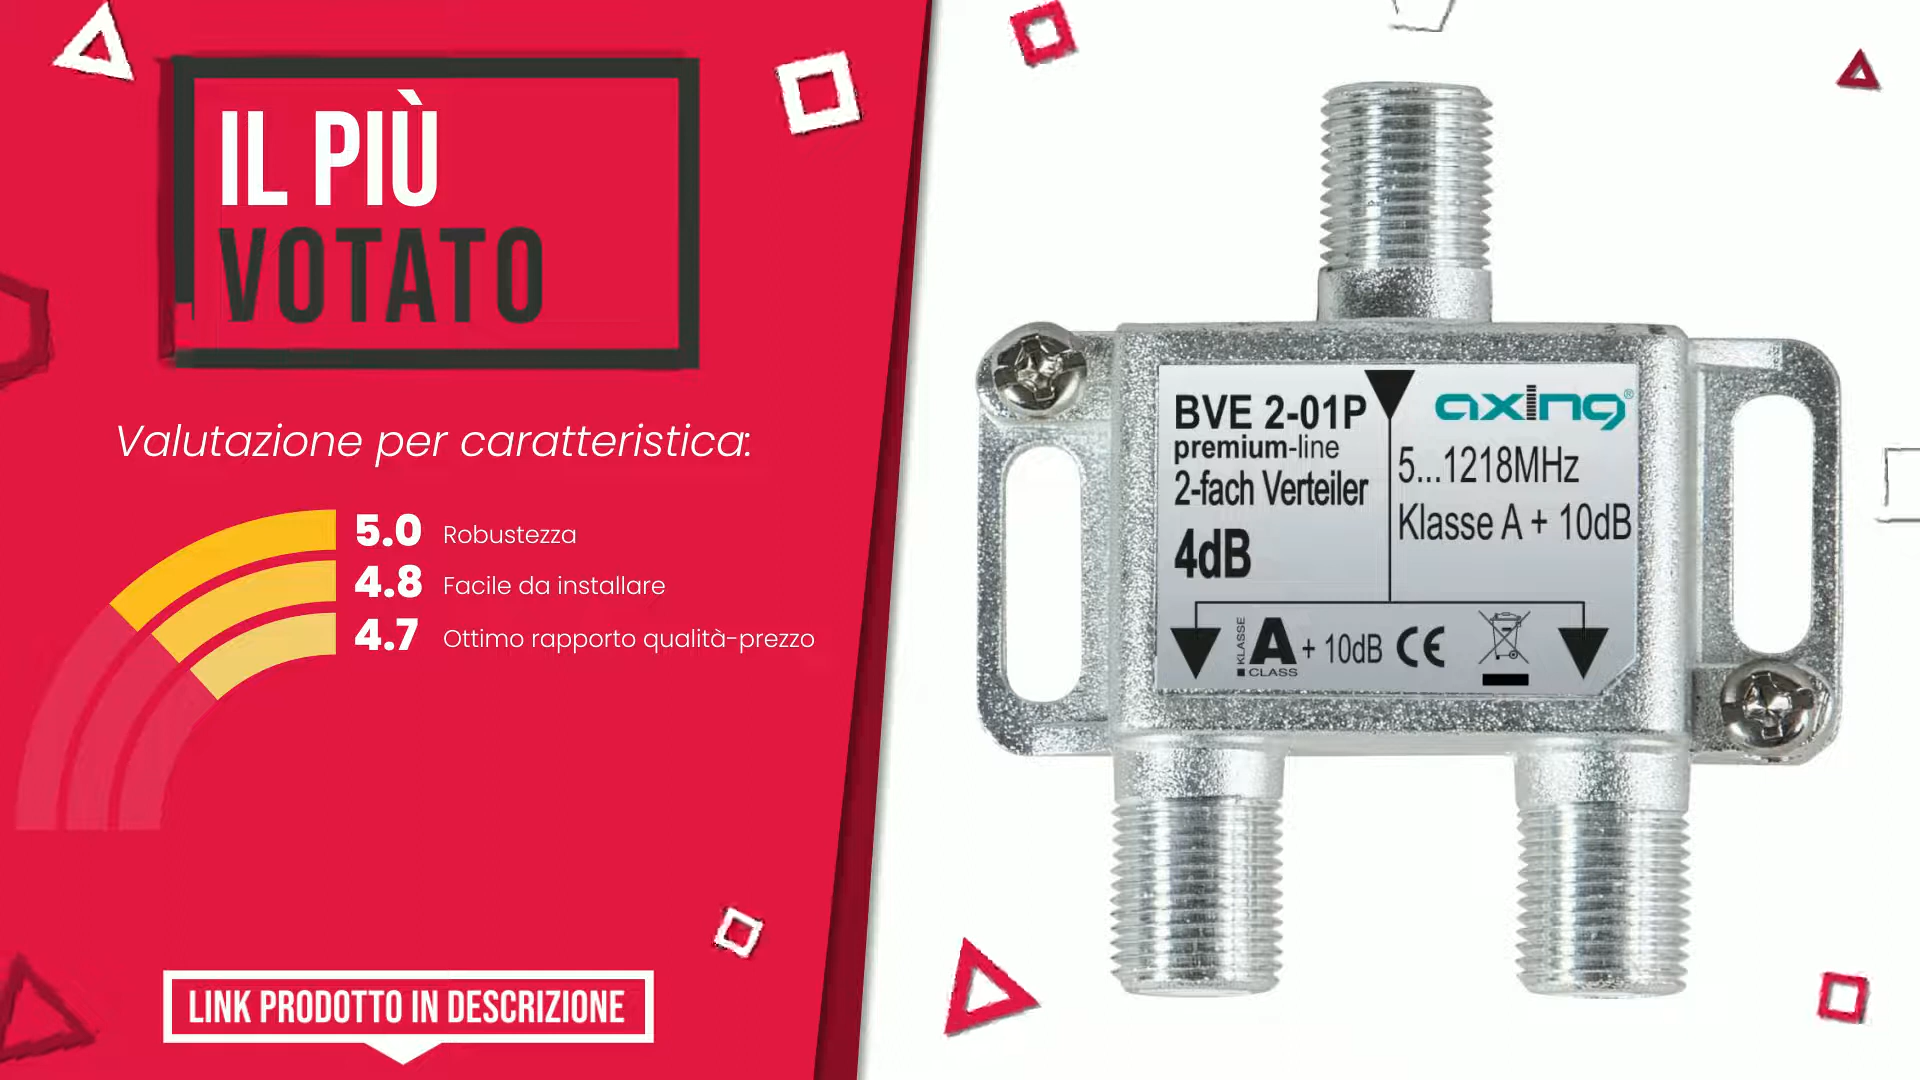 IL PIÙ
VOTATO
Valutazione per caratteristica:
5.0 Robustezza
4.8 Facile da installare
4.7 Ottimo rapporto qualità-prezzo
LINK PRODOTTO IN DESCRIZIONE
BVE 2-01P
premium-line
2-fach Verteiler
4dB
axing®
5...1218MHz
Klasse A + 10dB
KLASSE A + 10dB CE
CLASS